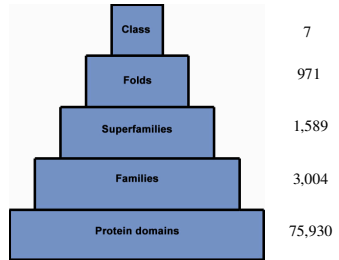 Class 7
Folds 971
Superfamilies 1,589
Families 3,004
Protein domains 75,930